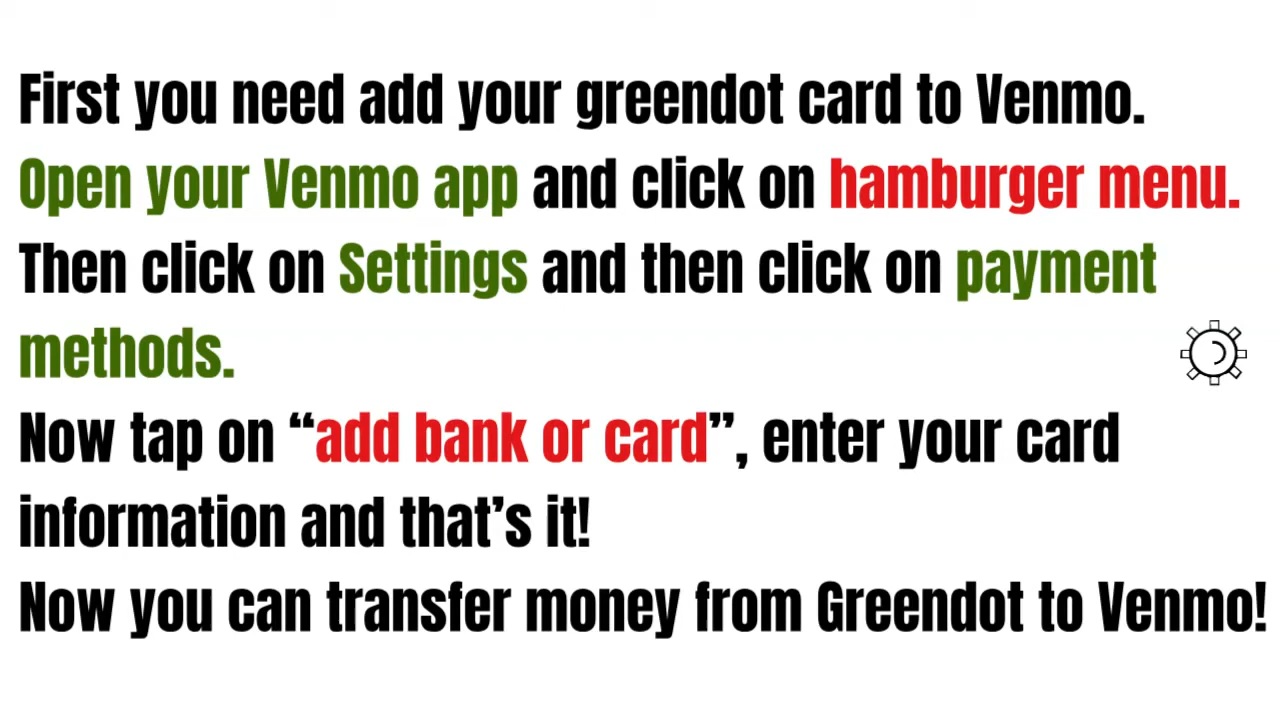 First you need add your greendot card to Venmo.
Open your Venmo app and click on hamburger menu.
Then click on Settings and then click on payment
methods.
Now tap on “add bank or card”, enter your card
information and that’s it!
Now you can transfer money from Greendot to Venmo!